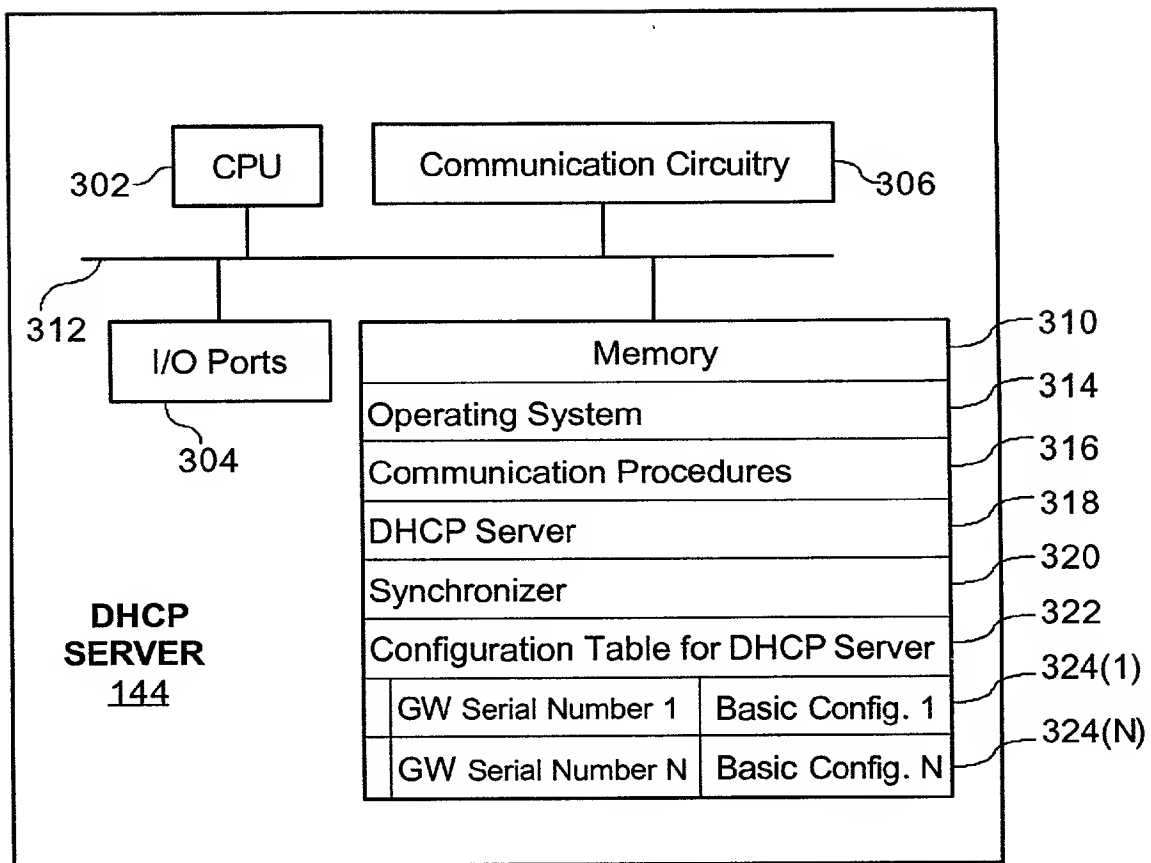 CPU
Communication Circuitry
302
306
312
I/O Ports
304
Memory
310
Operating System
314
Communication Procedures
316
DHCP Server
318
Synchronizer
320
Configuration Table for DHCP Server
322
GW Serial Number 1 Basic Config. 1
324(1)
GW Serial Number N Basic Config. N
324(N)
DHCP
SERVER
144